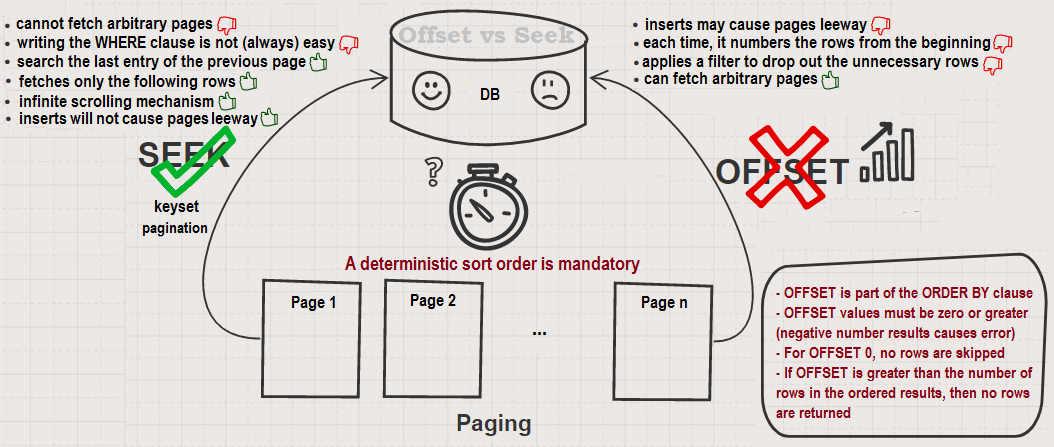 cannot fetch arbitrary pages
writing the WHERE clause is not (always) easy
search the last entry of the previous page
fetches only the following rows
infinite scrolling mechanism
inserts will not cause pages leeway
SEEK
keyset
pagination
Offset vs Seek
DB
inserts may cause pages leeway
each time, it numbers the rows from the beginning
applies a filter to drop out the unnecessary rows
can fetch arbitrary pages
OFFSET
?
A deterministic sort order is mandatory
Page 1
Page 2
...
Page n
- OFFSET is part of the ORDER BY clause
- OFFSET values must be zero or greater
(negative number results causes error)
- For OFFSET 0, no rows are skipped
- If OFFSET is greater than the number of
rows in the ordered results, then no rows
are returned
Paging